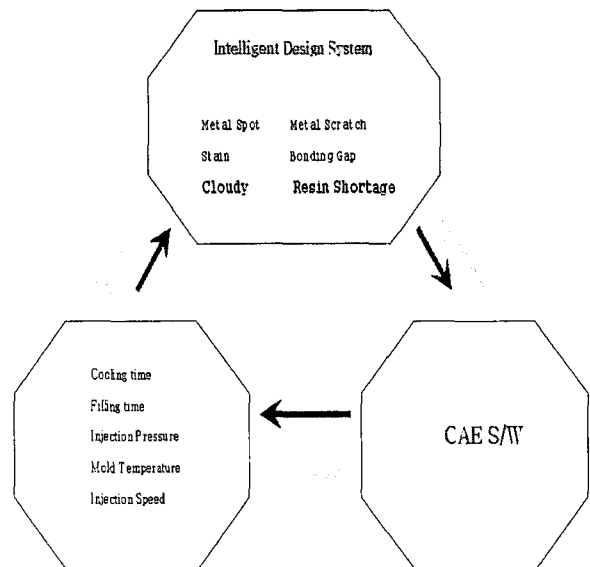 Intelligent Design System
Metal Spot Metal Scratch
Stain Bonding Gap
Cloudy Resin Shortage
Cooling time
Filling time
Injection Pressure
Mold Temperature
Injection Speed
CAE S/W